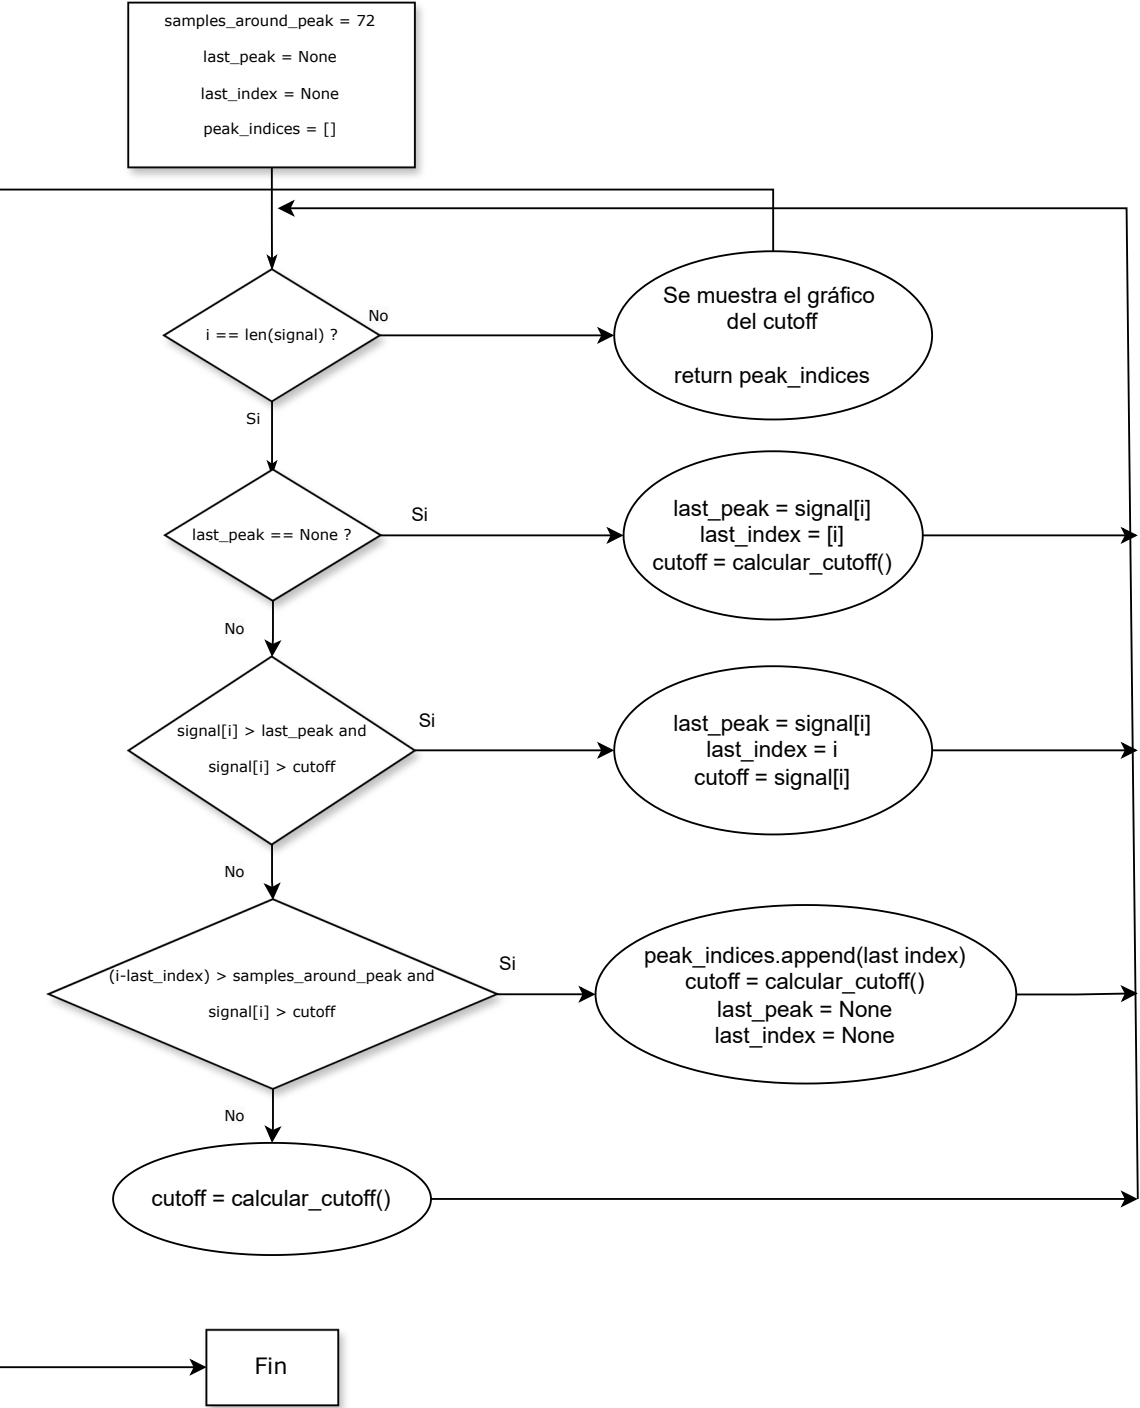 samples_around_peak = 72
last_peak = None
last_index = None
peak_indices = []
i == len(signal) ?
No
Se muestra el gráfico
del cutoff
return peak_indices
Si
last_peak == None ?
Si
last_peak = signal[i]
last_index = [i]
cutoff = calcular_cutoff()
No
signal[i] > last_peak and
signal[i] > cutoff
Si
last_peak = signal[i]
last_index = i
cutoff = signal[i]
No
(i-last_index) > samples_around_peak and
signal[i] > cutoff
Si
peak_indices.append(last index)
cutoff = calcular_cutoff()
last_peak = None
last_index = None
No
cutoff = calcular_cutoff()
Fin